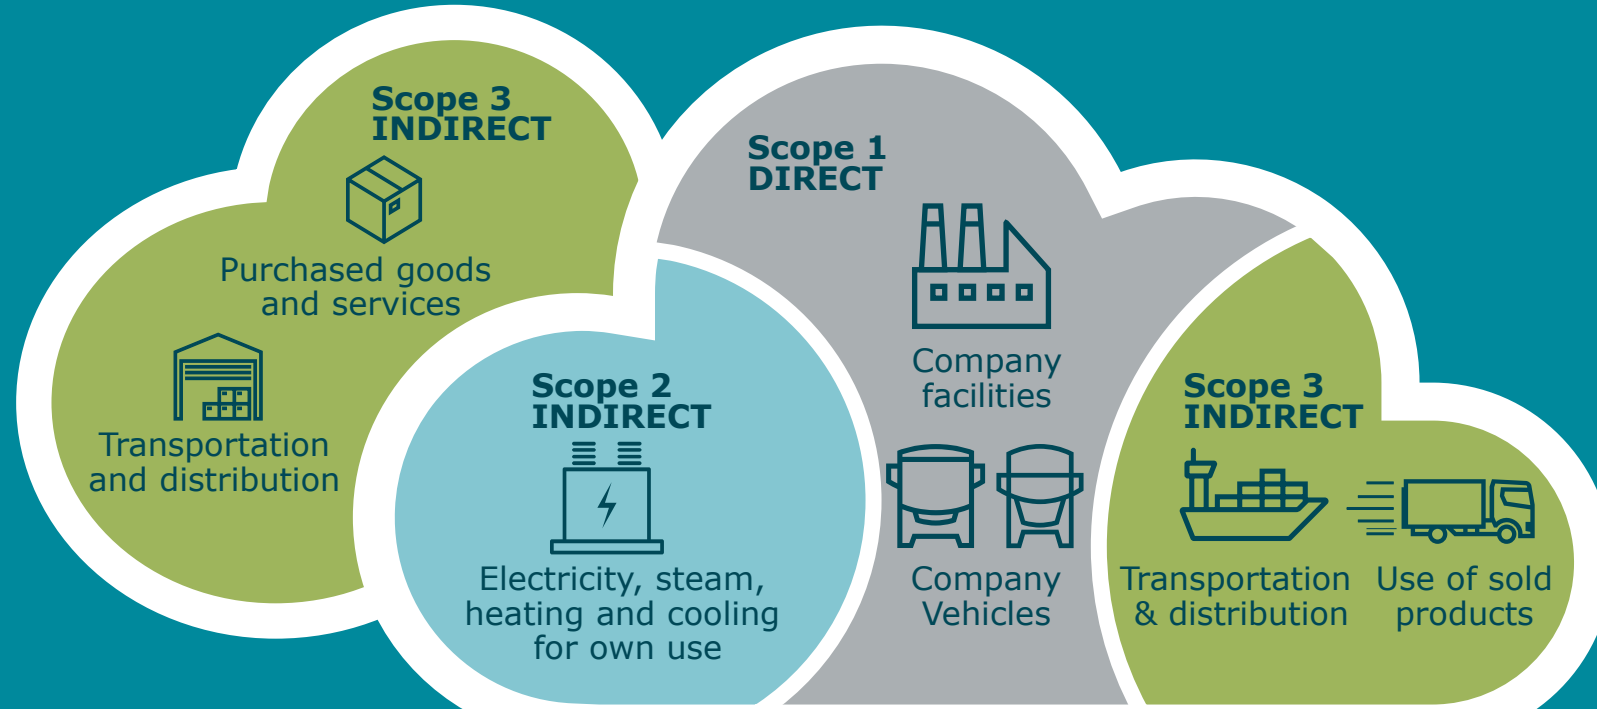 Scope 3
INDIRECT
Purchased goods
and services
Transportation
and distribution
Scope 2
INDIRECT
Electricity, steam,
heating and cooling
for own use
Scope 1
DIRECT
Company
facilities
Company
Vehicles
Scope 3
INDIRECT
Transportation
& distribution
Use of sold
products